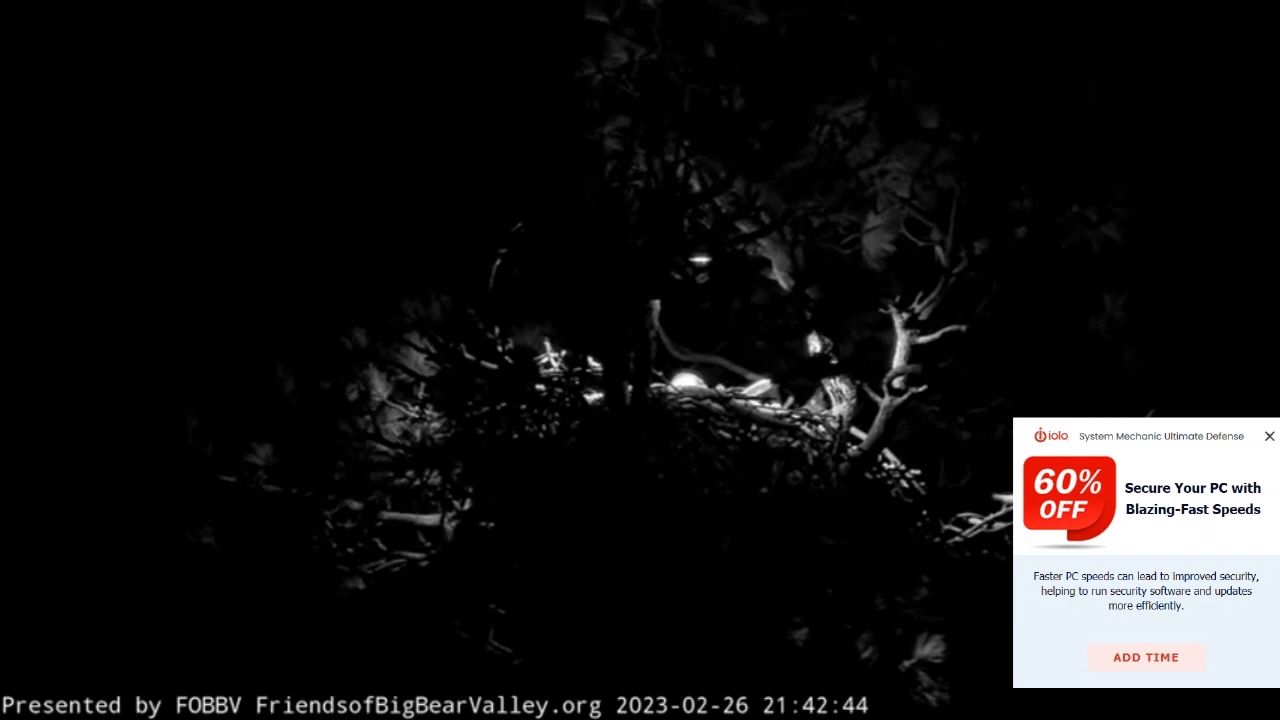 iolo System Mechanic Ultimate Defense
60% OFF
Secure Your PC with
Blazing-Fast Speeds
Faster PC speeds can lead to improved security,
helping to run security software and updates
more efficiently.
ADD TIME
Presented by FOBBV FriendsofBigBearValley.org 2023-02-26 21:42:44